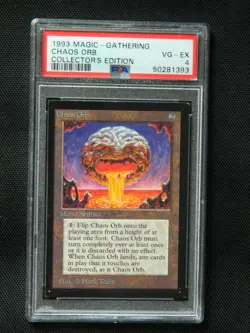 1993 MAGIC - GATHERING
CHAOS ORB
COLLECTOR'S EDITION
VG - EX
4
PSA
50281393
Chaos Orb
Mono Artifact
1: Flip Chaos Orb onto the
playing area from a height of at
least one foot. Chaos Orb must
turn completely over at least once
or it is discarded with no effect.
When Chaos Orb lands, any cards in
play that it touches are
destroyed, as is Chaos Orb.
Illus. © Mark Tedin